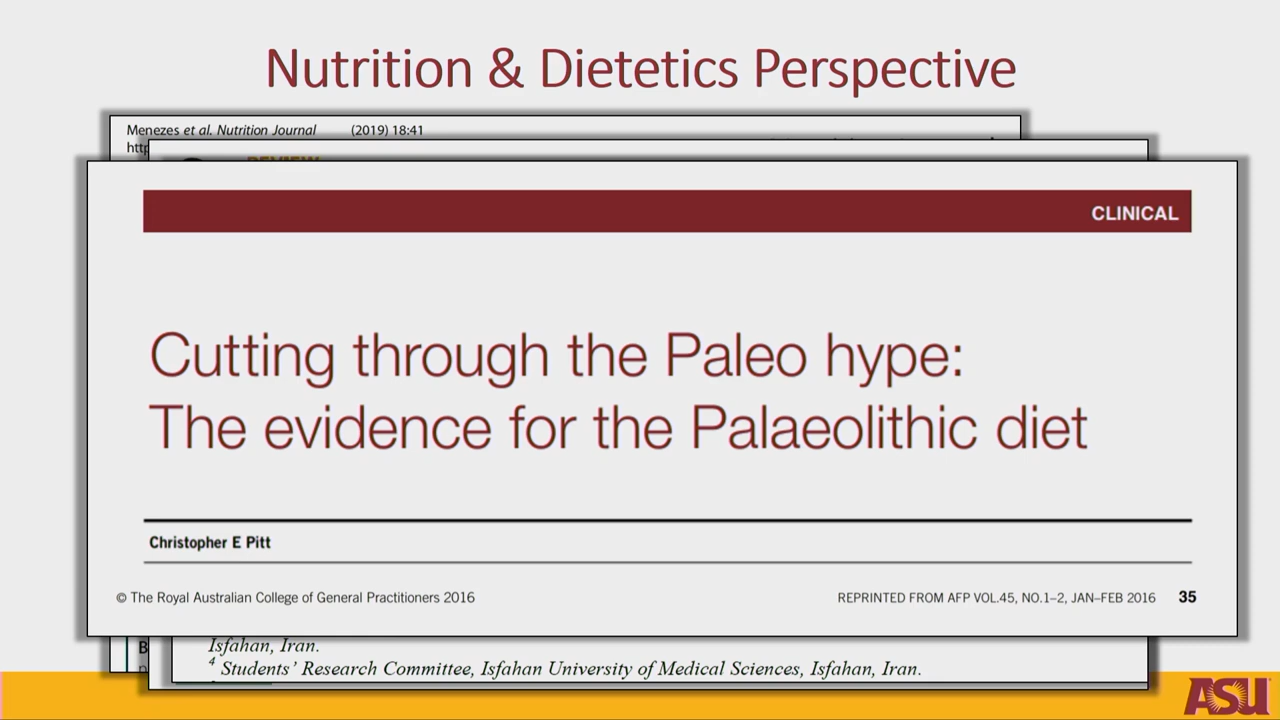 Nutrition & Dietetics Perspective
Menezes et al. Nutrition Journal (2019) 18:41
http
REVIEW
CLINICAL
Cutting through the Paleo hype:
The evidence for the Palaeolithic diet
Christopher E Pitt
© The Royal Australian College of General Practitioners 2016
REPRINTED FROM AFP VOL.45, NO.1–2, JAN–FEB 2016 35
B
Isfahan, Iran.
4 Students’ Research Committee, Isfahan University of Medical Sciences, Isfahan, Iran.
ASU